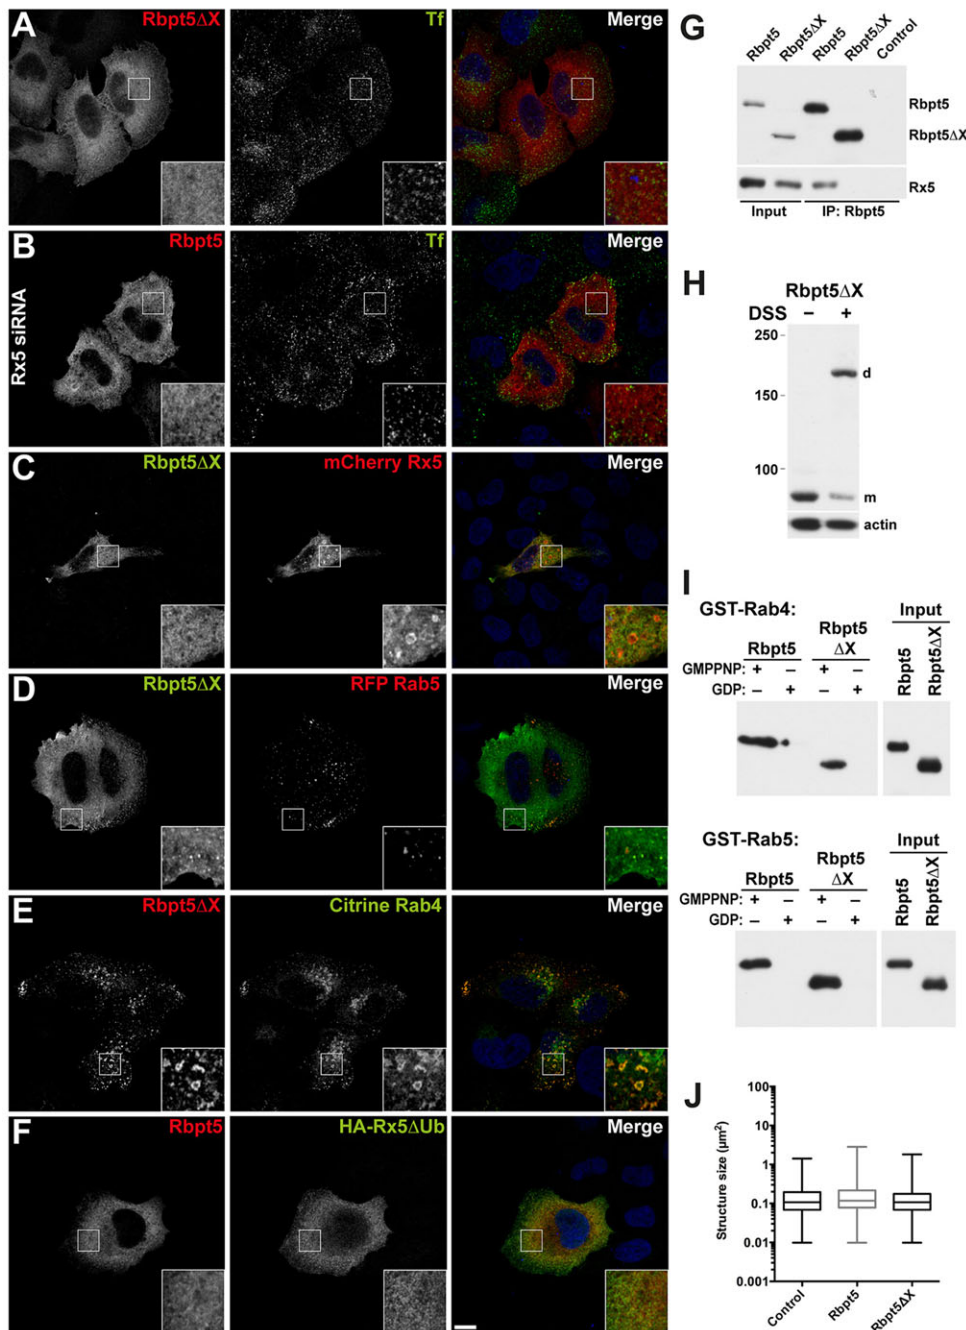 A Rbpt5ΔX Tf Merge
B Rbpt5 Tf Merge
Rx5 siRNA
C Rbpt5ΔX mCherry Rx5 Merge
D Rbpt5ΔX RFP Rab5 Merge
E Rbpt5ΔX Citrine Rab4 Merge
F Rbpt5 HA-Rx5ΔUb Merge
G
Rbpt5 Rbpt5ΔX Rbpt5 Rbpt5ΔX Control
Rbpt5
Rbpt5ΔX
Rx5
Input IP: Rbpt5
H
Rbpt5ΔX
DSS – +
250
d
150
100
m
actin
I
GST-Rab4: Input
Rbpt5 Rbpt5 ΔX Rbpt5 Rbpt5ΔX
GMPPNP: + – + –
GDP: – + – +
GST-Rab5: Input
Rbpt5 Rbpt5 ΔX Rbpt5 Rbpt5ΔX
GMPPNP: + – + –
GDP: – + – +
J
Structure size (μm²)
100
10
1
0.1
0.01
0.001
Control Rbpt5 Rbpt5ΔX